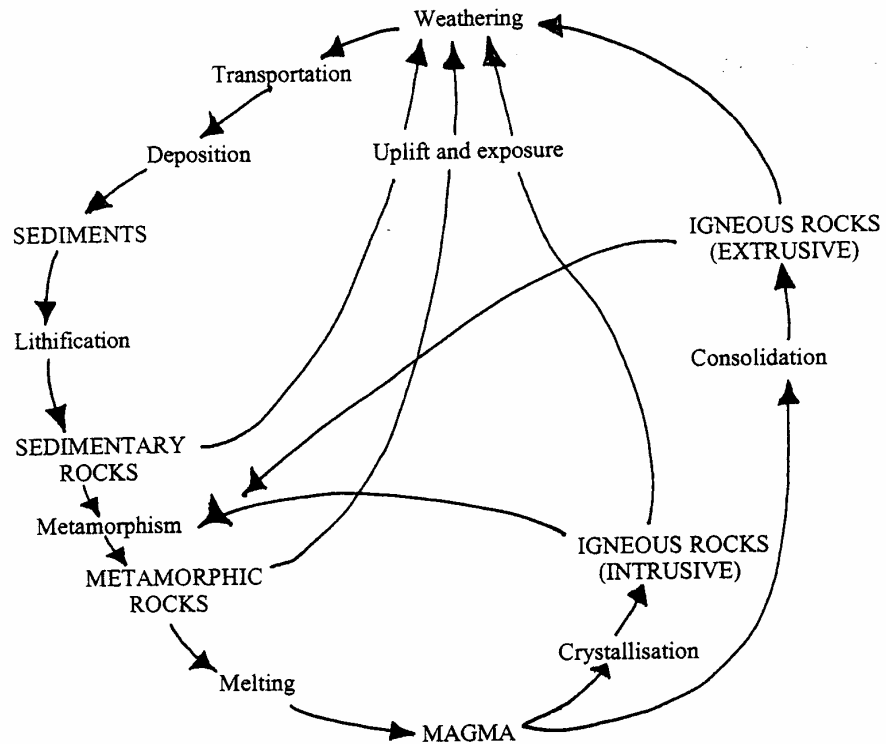 Weathering
Transportation
Deposition
Uplift and exposure
SEDIMENTS
IGNEOUS ROCKS
(EXTRUSIVE)
Lithification
Consolidation
SEDIMENTARY
ROCKS
Metamorphism
IGNEOUS ROCKS
(INTRUSIVE)
METAMORPHIC
ROCKS
Crystallisation
Melting
MAGMA